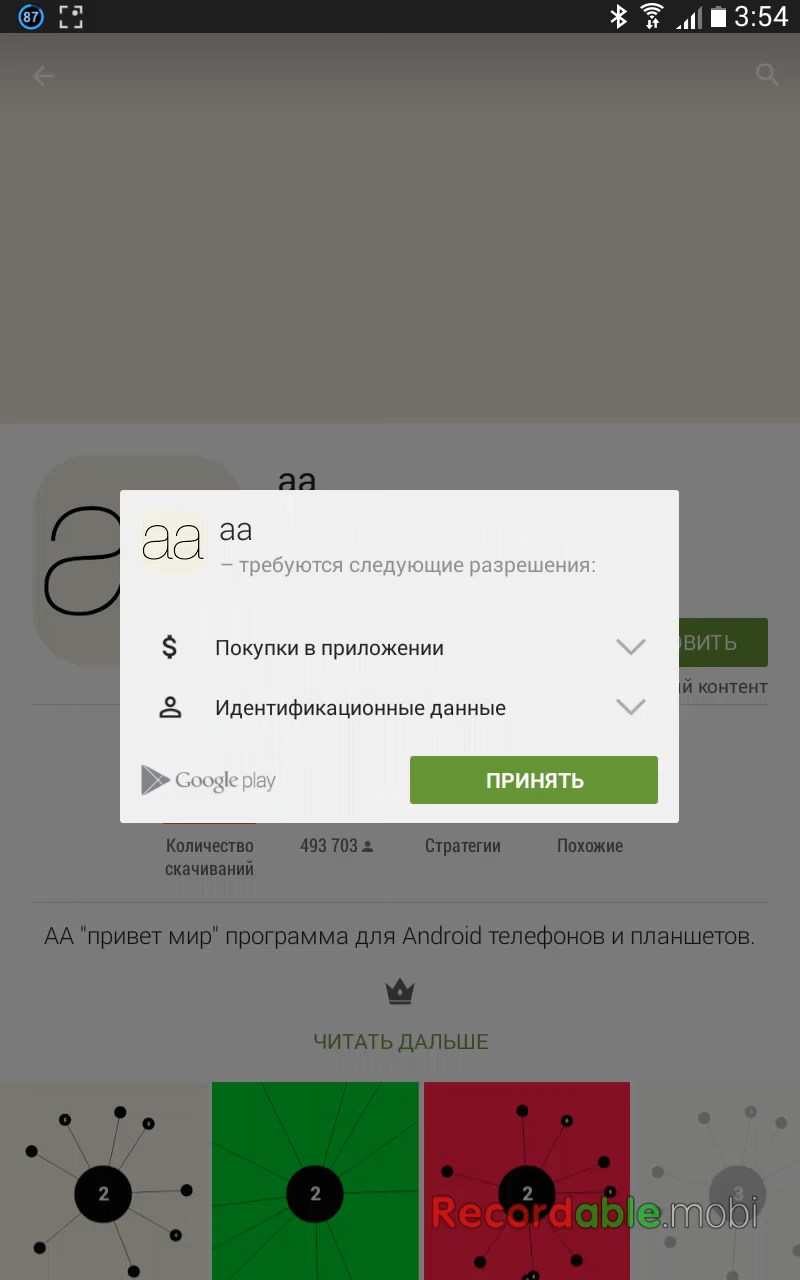 87
3:54
aa
aa
aa
– требуются следующие разрешения:
Покупки в приложении
ОВИТЬ
й контент
Идентификационные данные
Google play
ПРИНЯТЬ
Количество
скачиваний
493 703
Стратегии
Похожие
AA "привет мир" программа для Android телефонов и планшетов.
ЧИТАТЬ ДАЛЬШЕ
2
2
2
3
Recordable.mobi